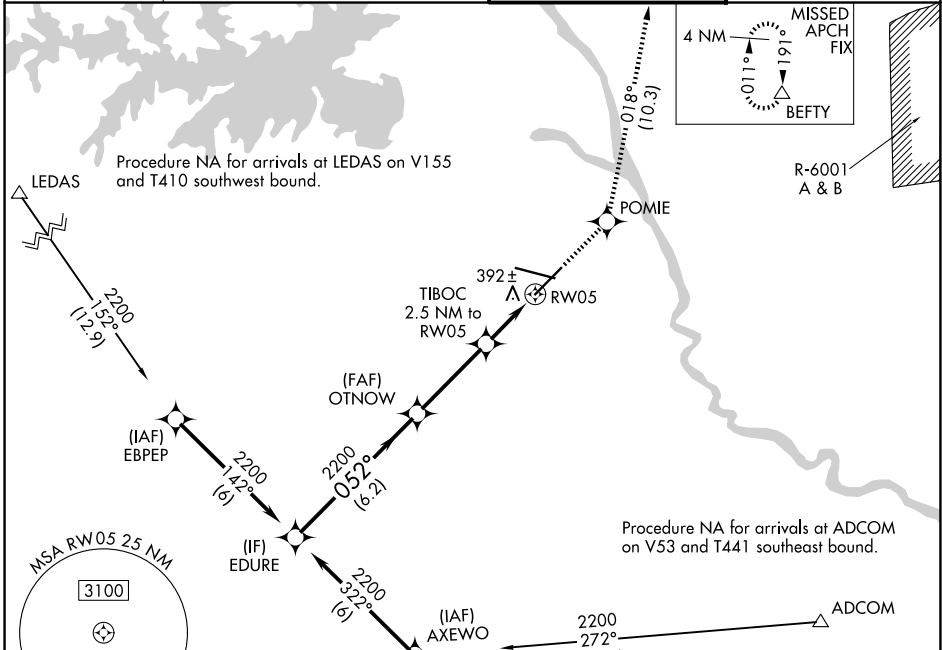 MISSED
APCH
FIX
4 NM
011°
191°
BEFTY
018°
(10.3)
R-6001
A & B
Procedure NA for arrivals at LEDAS on V155
and T410 southwest bound.
LEDAS
POMIE
2200
152°
(12.9)
392±
RW05
TIBOC
2.5 NM to
RW05
(FAF)
OTNOW
(IAF)
EBPEP
2200
142°
(6)
2200
052°
(6.2)
(IF)
EDURE
Procedure NA for arrivals at ADCOM
on V53 and T441 southeast bound.
MSA RW05 25 NM
3100
2200
322°
(6)
(IAF)
AXEWO
2200
272°
ADCOM